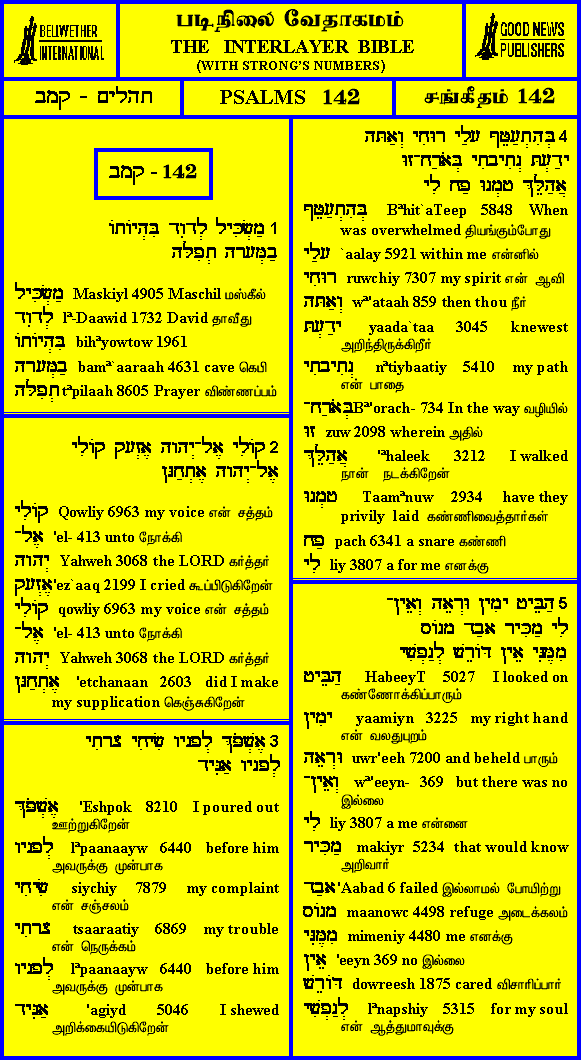 BELLWETHER
INTERNATIONAL
படிநிலை வேதாகமம்
THE INTERLAYER BIBLE
(WITH STRONG'S NUMBERS)
GOOD NEWS
PUBLISHERS
תהלים - קמב
PSALMS 142
சங்கீதம் 142
קמב - 142
1 מַשְׂכִּיל לְדָוִד בִּהְיוֹתוֹ
בַמְּעָרָה תְפִלָּה
מַשְׂכִּיל Maskiyl 4905 Maschil மஸ்கீல்
לְדָוִד lª-Daawid 1732 David தாவீது
בִּהְיוֹתוֹ bihªyowtow 1961
בַמְּעָרָה bamª`aaraah 4631 cave கெபி
תְפִלָּה tªpilaah 8605 Prayer விண்ணப்பம்
2 קוֹלִי אֶל־יְהוָה אֶזְעָק קוֹלִי
אֶל־יְהוָה אֶתְחַנָּן
קוֹלִי Qowliy 6963 my voice என் சத்தம்
אֶל־ 'el- 413 unto நோக்கி
יְהוָה Yahweh 3068 the LORD கர்த்தர்
אֶזְעָק 'ez`aaq 2199 I cried கூப்பிடுகிறேன்
קוֹלִי qowliy 6963 my voice என் சத்தம்
אֶל־ 'el- 413 unto நோக்கி
יְהוָה Yahweh 3068 the LORD கர்த்தர்
אֶתְחַנָּן 'etchanaan 2603 did I make
my supplication கெஞ்சுகிறேன்
3 אֶשְׁפֹּךְ לְפָנָיו שִׂיחִי צָרָתִי
לְפָנָיו אַגִּיד
אֶשְׁפֹּךְ 'Eshpok 8210 I poured out
ஊற்றுகிறேன்
לְפָנָיו lªpaanaayw 6440 before him
அவருக்கு முன்பாக
שִׂיחִי siychiy 7879 my complaint
என் சஞ்சலம்
צָרָתִי tsaaraatiy 6869 my trouble
என் நெருக்கம்
לְפָנָיו lªpaanaayw 6440 before him
அவருக்கு முன்பாக
אַגִּיד 'agiyd 5046 I shewed
அறிக்கையிடுகிறேன்
4 בְּהִתְעַטֵּף עָלַי רוּחִי וְאַתָּה
יָדַעְתָּ נְתִיבָתִי בְּאֹרַח־זוּ
אֲהַלֵּךְ טָמְנוּ פַח לִי
בְּהִתְעַטֵּף Bªhit`aTeep 5848 When
was overwhelmed தியங்கும்போது
עָלַי `aalay 5921 within me என்னில்
רוּחִי ruwchiy 7307 my spirit என் ஆவி
וְאַתָּה wª'ataah 859 then thou நீர்
יָדַעְתָּ yaada`taa 3045 knewest
அறிந்திருக்கிறீர்
נְתִיבָתִי nªtiybaatiy 5410 my path
என் பாதை
בְּאֹרַח־ Bª'orach- 734 In the way வழியில்
זוּ zuw 2098 wherein அதில்
אֲהַלֵּךְ 'ªhaleek 3212 I walked
நான் நடக்கிறேன்
טָמְנוּ Taamªnuw 2934 have they
privily laid கண்ணிவைத்தார்கள்
פַח pach 6341 a snare கண்ணி
לִי liy 3807 a for me எனக்கு
5 הַבֵּיט יָמִין וּרְאֵה וְאֵין־
לִי מַכִּיר אָבַד מָנוֹס
מִמֶּנִּי אֵין דּוֹרֵשׁ לְנַפְשִׁי
הַבֵּיט HabeeyT 5027 I looked on
கண்ணோக்கிப்பாரும்
יָמִין yaamiyn 3225 my right hand
என் வலதுபுறம்
וּרְאֵה uwr'eeh 7200 and beheld பாரும்
וְאֵין־ wª'eeyn- 369 but there was no
இல்லை
לִי liy 3807 a me என்னை
מַכִּיר makiyr 5234 that would know
அறிவார்
אָבַד 'Aabad 6 failed இல்லாமல் போயிற்று
מָנוֹס maanowc 4498 refuge அடைக்கலம்
מִמֶּנִּי mimeniy 4480 me எனக்கு
אֵין 'eeyn 369 no இல்லை
דּוֹרֵשׁ dowreesh 1875 cared விசாரிப்பார்
לְנַפְשִׁי lªnapshiy 5315 for my soul
என் ஆத்துமாவுக்கு